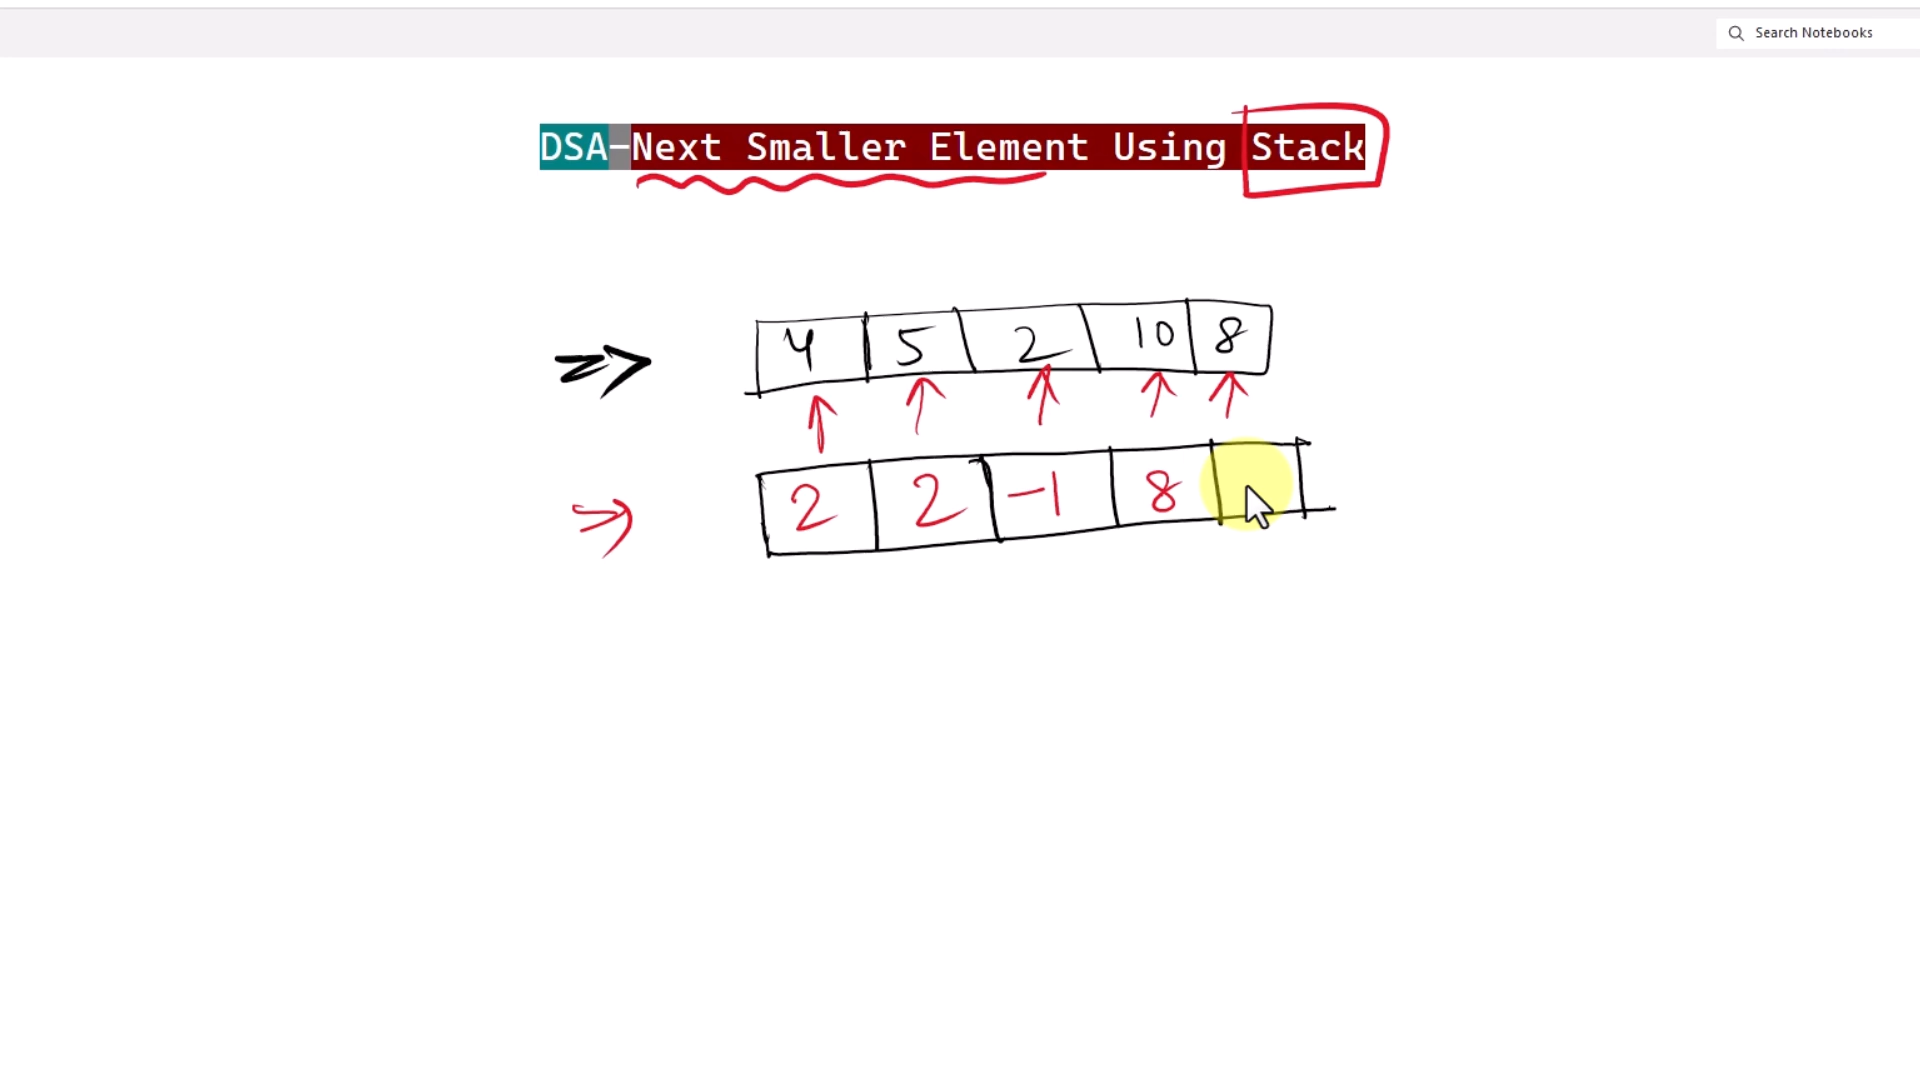 Search Notebooks
DSA-Next Smaller Element Using Stack
4 5 2 10 8
2 2 -1 8